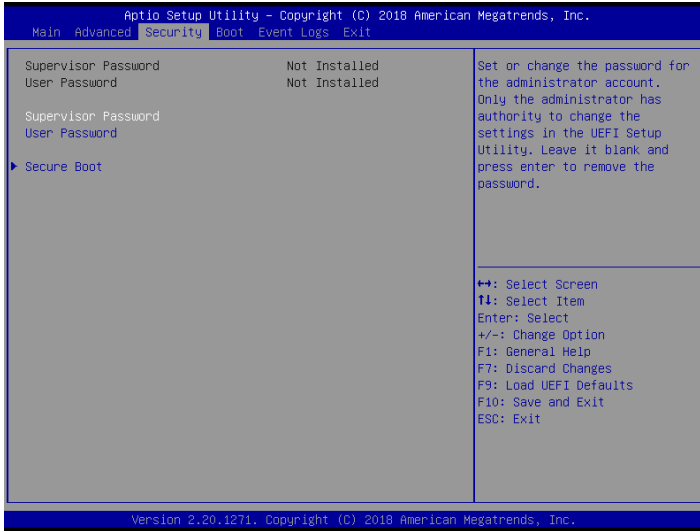 Aptio Setup Utility – Copyright (C) 2018 American Megatrends, Inc.
Main Advanced Security Boot Event Logs Exit
Supervisor Password Not Installed
User Password Not Installed
Supervisor Password
User Password
Secure Boot
Set or change the password for
the administrator account.
Only the administrator has
authority to change the
settings in the UEFI Setup
Utility. Leave it blank and
press enter to remove the
password.
↔: Select Screen
↑↓: Select Item
Enter: Select
+/-: Change Option
F1: General Help
F7: Discard Changes
F9: Load UEFI Defaults
F10: Save and Exit
ESC: Exit
Version 2.20.1271. Copyright (C) 2018 American Megatrends, Inc.